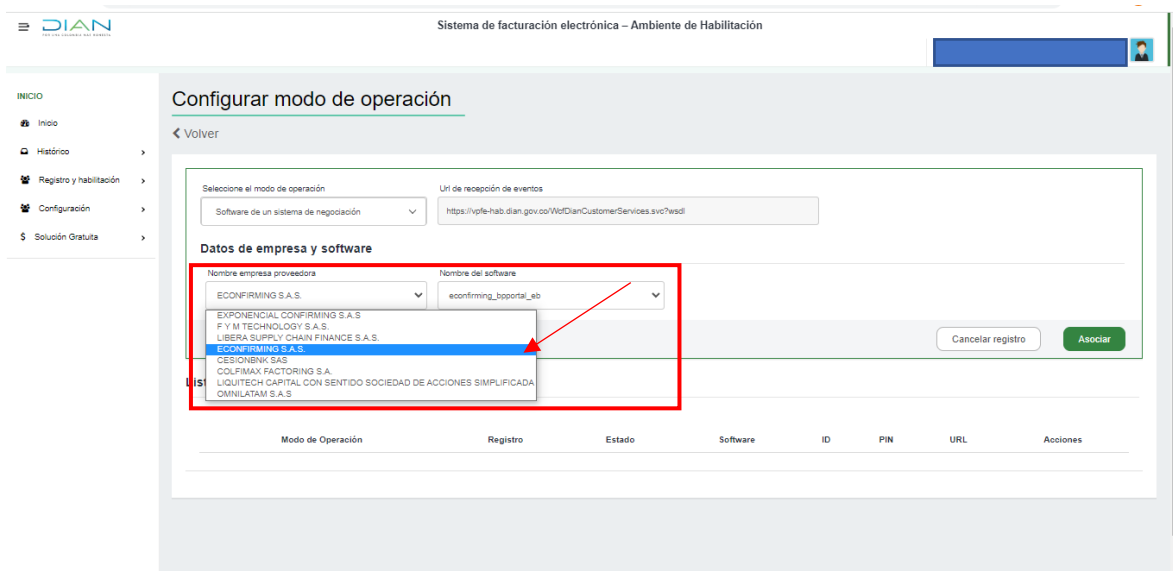 DIAN
Sistema de facturación electrónica – Ambiente de Habilitación
INICIO
Inicio
Histórico
Registro y habilitación
Configuración
$ Solución Gratuita
Configurar modo de operación
Volver
Seleccione el modo de operación
Url de recepción de eventos
Software de un sistema de negociación
https://vpfe-hab.dian.gov.co/WcfDianCustomerServices.svc?wsdl
Datos de empresa y software
Nombre empresa proveedora
Nombre del software
ECONFIRMING S.A.S.
econfirming_bpportal_eb
EXPONENCIAL CONFIRMING S.A.S
F Y M TECHNOLOGY S.A.S.
LIBERA SUPPLY CHAIN FINANCE S.A.S.
ECONFIRMING S.A.S.
CESIONBNK SAS
COLFIMAX FACTORING S.A.
LIQUITECH CAPITAL CON SENTIDO SOCIEDAD DE ACCIONES SIMPLIFICADA
OMNILATAM S.A.S
Cancelar registro
Asociar
List
Modo de Operación Registro Estado Software ID PIN URL Acciones